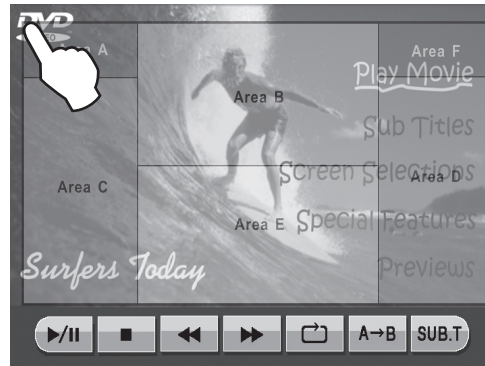 DVD
Area A
Area F
Play Movie
Area B
Sub Titles
Screen Selections
Area C
Area D
Area E
Special Features
Surfers Today
Previews
▶/II ■ ◀◀ ▶▶ A→B SUB.T